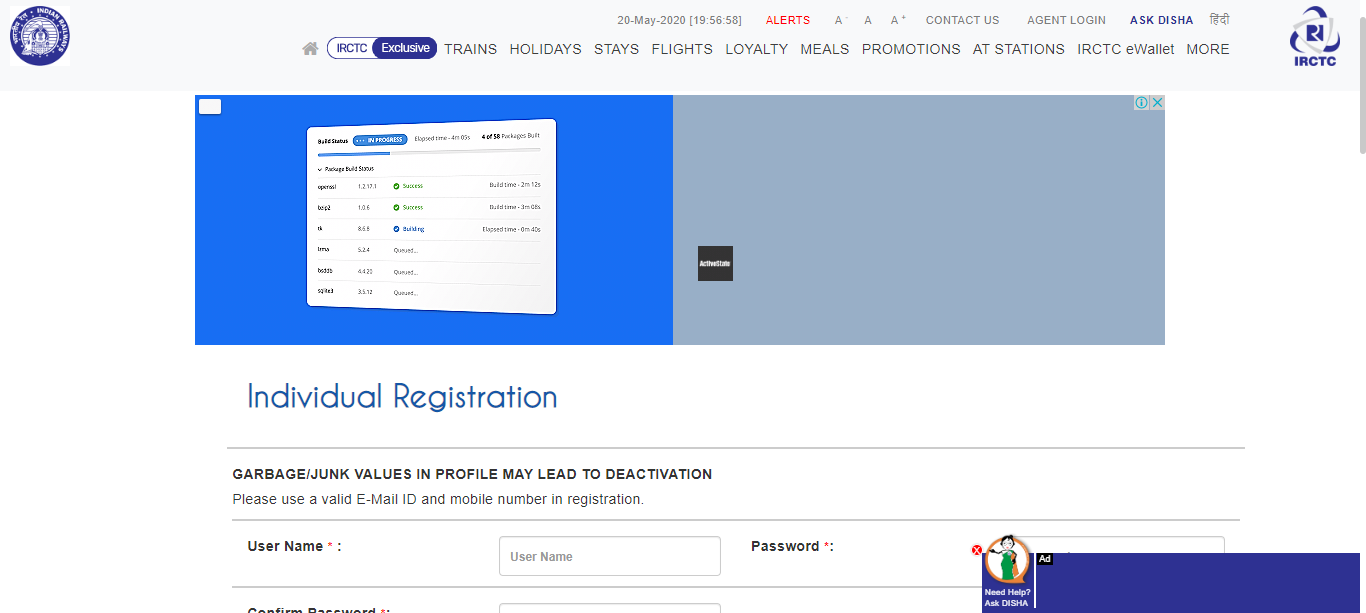 20-May-2020 [19:56:58] ALERTS A - A A + CONTACT US AGENT LOGIN ASK DISHA हिंदी
IRCTC Exclusive TRAINS HOLIDAYS STAYS FLIGHTS LOYALTY MEALS PROMOTIONS AT STATIONS IRCTC eWallet MORE
INDIAN RAILWAYS
IRCTC
Build Status IN PROGRESS Elapsed time - 4m 05s 4 of 58 Packages Built
Package Build Status
openssl 1.2.17.1 Success Build time - 2m 12s
bzip2 1.0.6 Success Build time - 3m 08s
tk 8.6.8 Building Elapsed time - 0m 40s
lzma 5.2.4 Queued...
bsddb 4.4.20 Queued...
sqlite3 3.5.12 Queued...
ActiveState
Individual Registration
GARBAGE/JUNK VALUES IN PROFILE MAY LEAD TO DEACTIVATION
Please use a valid E-Mail ID and mobile number in registration.
User Name * : User Name Password *:
Ad
Need Help?
Ask DISHA
Confirm Password *: